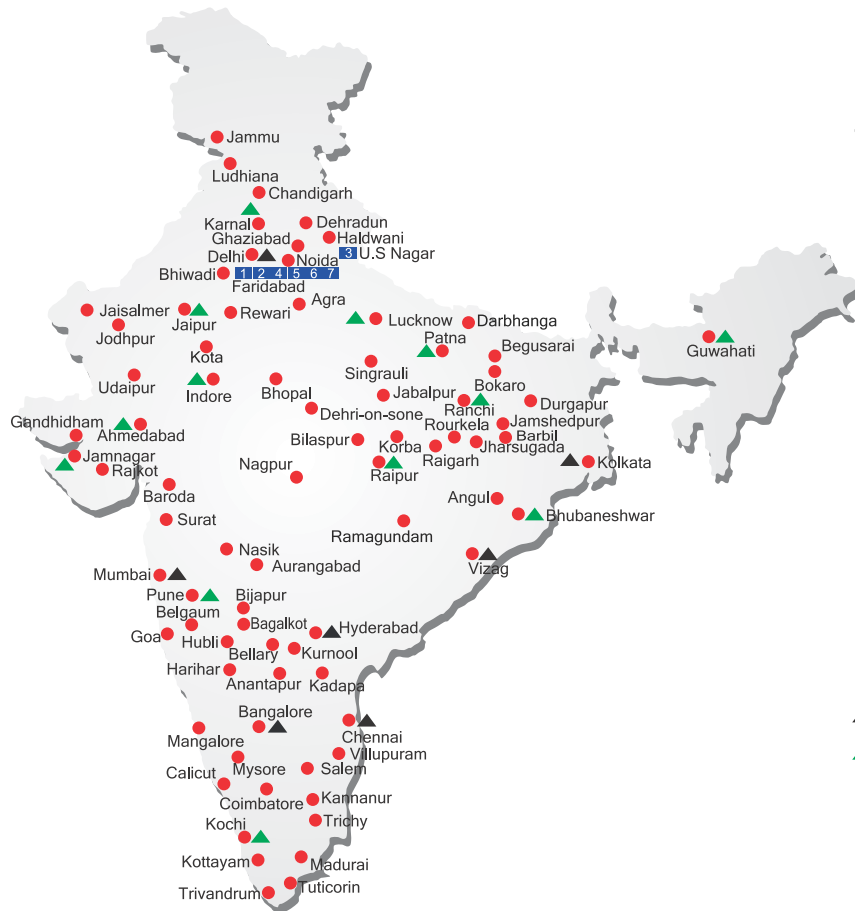 Jammu
Ludhiana
Chandigarh
Karnal
Dehradun
Ghaziabad
Haldwani
Delhi
3 U.S Nagar
Noida
Bhiwadi
1 2 4 5 6 7
Faridabad
Agra
Jaisalmer
Jaipur
Rewari
Lucknow
Darbhanga
Jodhpur
Patna
Guwahati
Kota
Begusarai
Singrauli
Bokaro
Udaipur
Indore
Bhopal
Jabalpur
Ranchi
Durgapur
Dehri-on-sone
Gandhidham
Ahmedabad
Rourkela
Jamshedpur
Bilaspur
Korba
Barbil
Jharsugada
Jamnagar
Raigarh
Kolkata
Rajkot
Nagpur
Raipur
Baroda
Angul
Surat
Bhubaneshwar
Ramagundam
Nasik
Aurangabad
Vizag
Mumbai
Pune
Bijapur
Belgaum
Bagalkot
Hyderabad
Goa
Hubli
Bellary
Kurnool
Harihar
Anantapur
Kadapa
Bangalore
Chennai
Mangalore
Villupuram
Mysore
Salem
Calicut
Coimbatore
Kannanur
Kochi
Trichy
Kottayam
Madurai
Trivandrum
Tuticorin